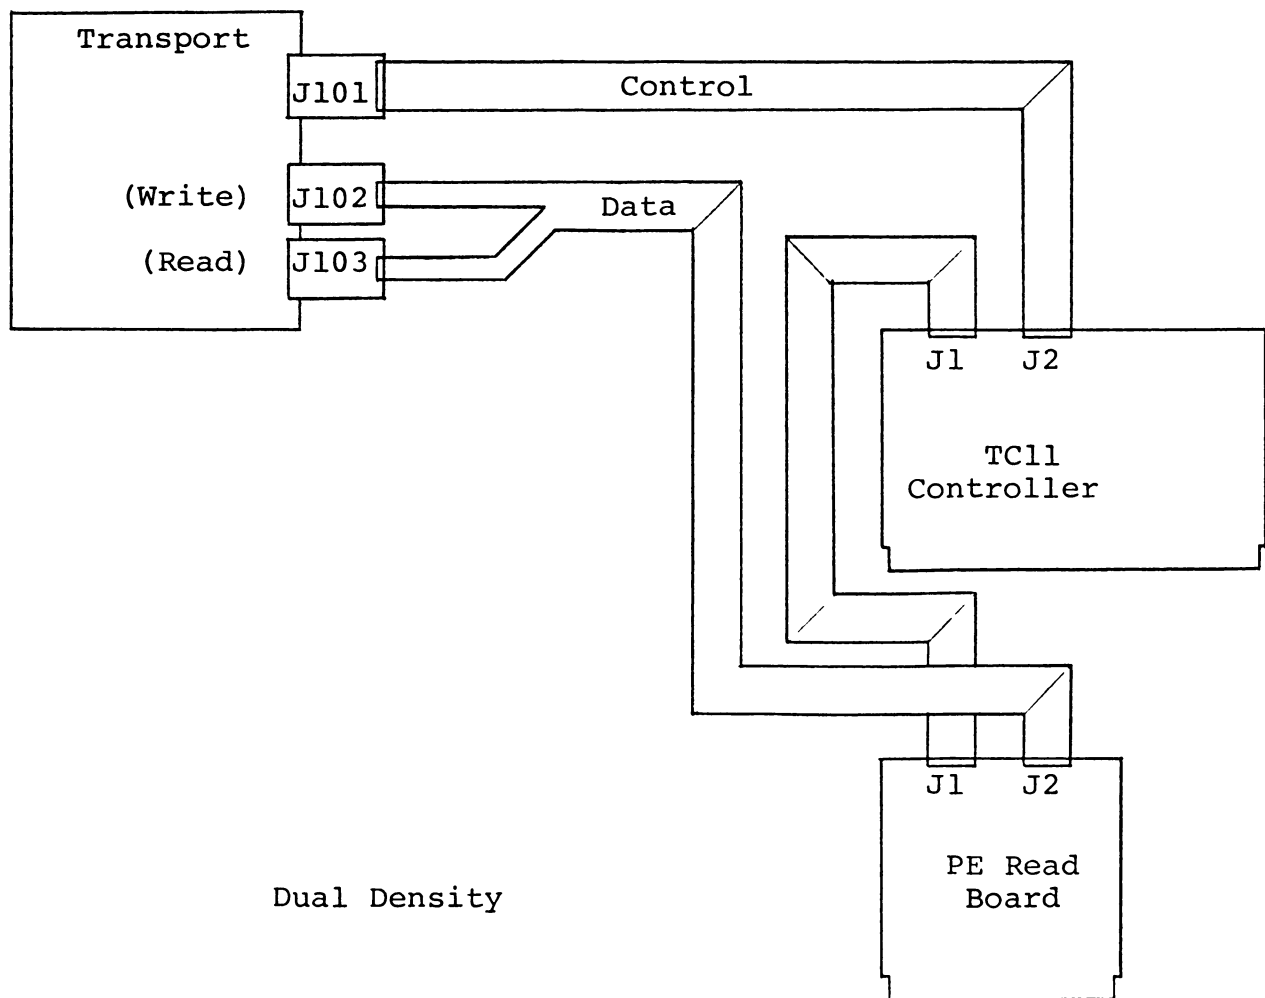 Transport
J101
Control
(Write)
J102
Data
(Read)
J103
J1
J2
TC11
Controller
J1
J2
PE Read
Board
Dual Density